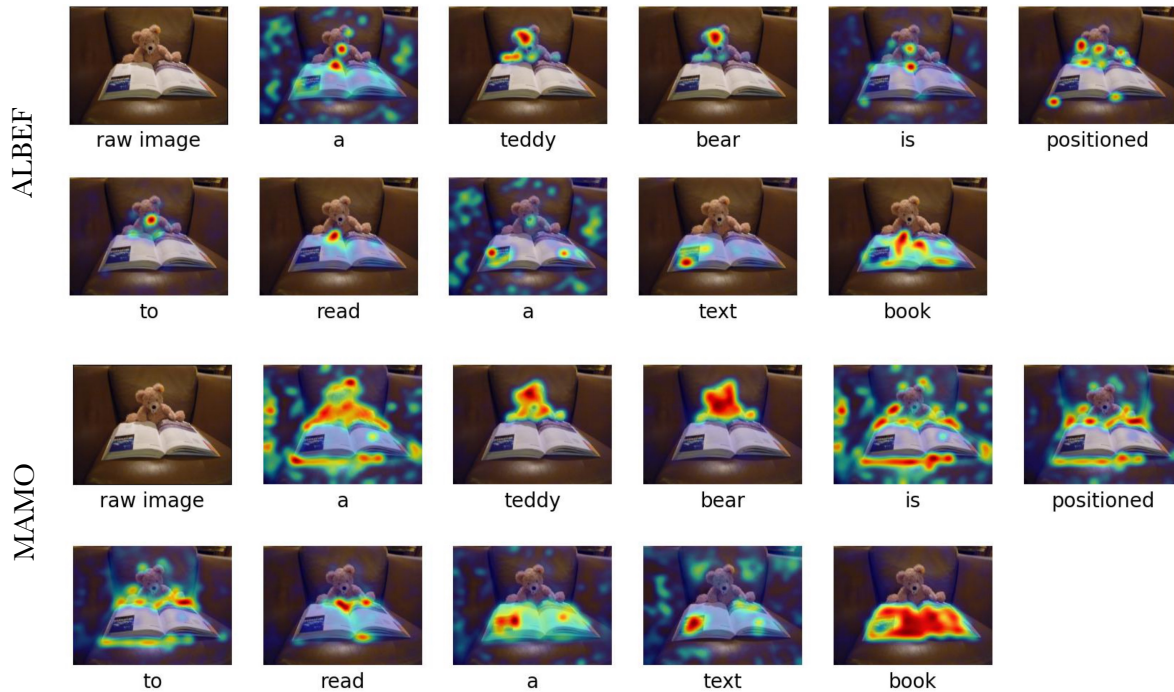 ALBEF
raw image a teddy bear is positioned
to read a text book
MAMO
raw image a teddy bear is positioned
to read a text book